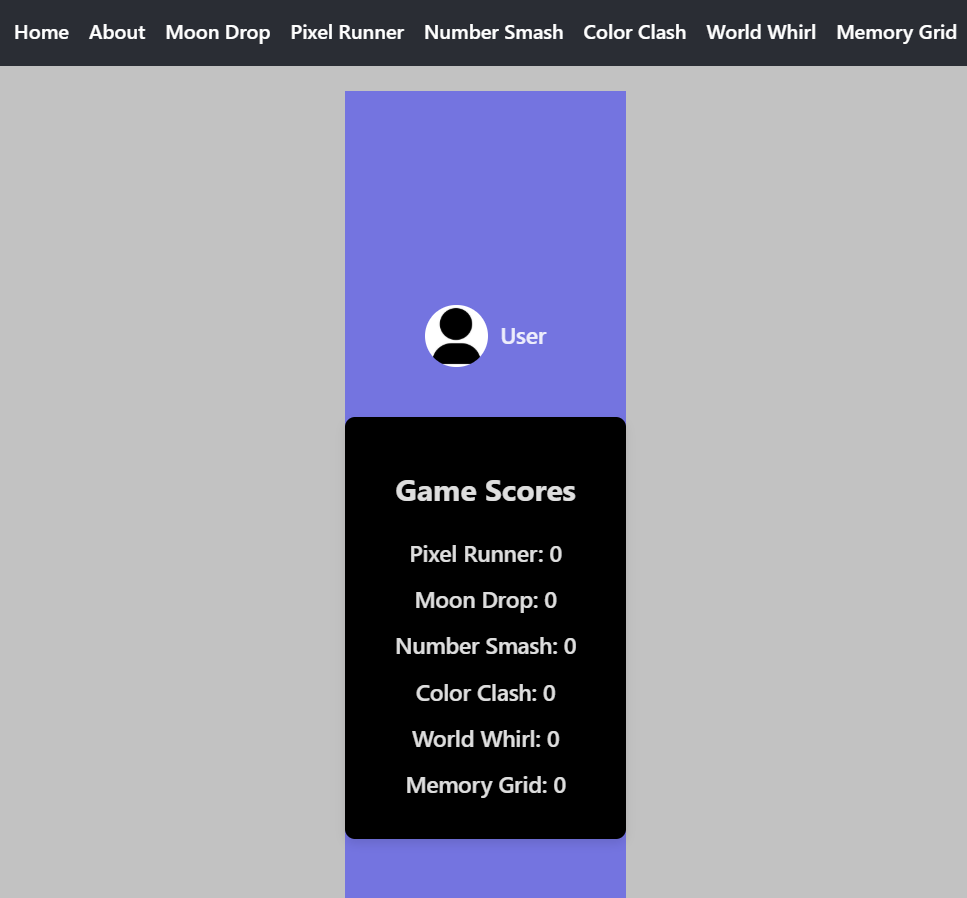 Home About Moon Drop Pixel Runner Number Smash Color Clash World Whirl Memory Grid
User
Game Scores
Pixel Runner: 0
Moon Drop: 0
Number Smash: 0
Color Clash: 0
World Whirl: 0
Memory Grid: 0